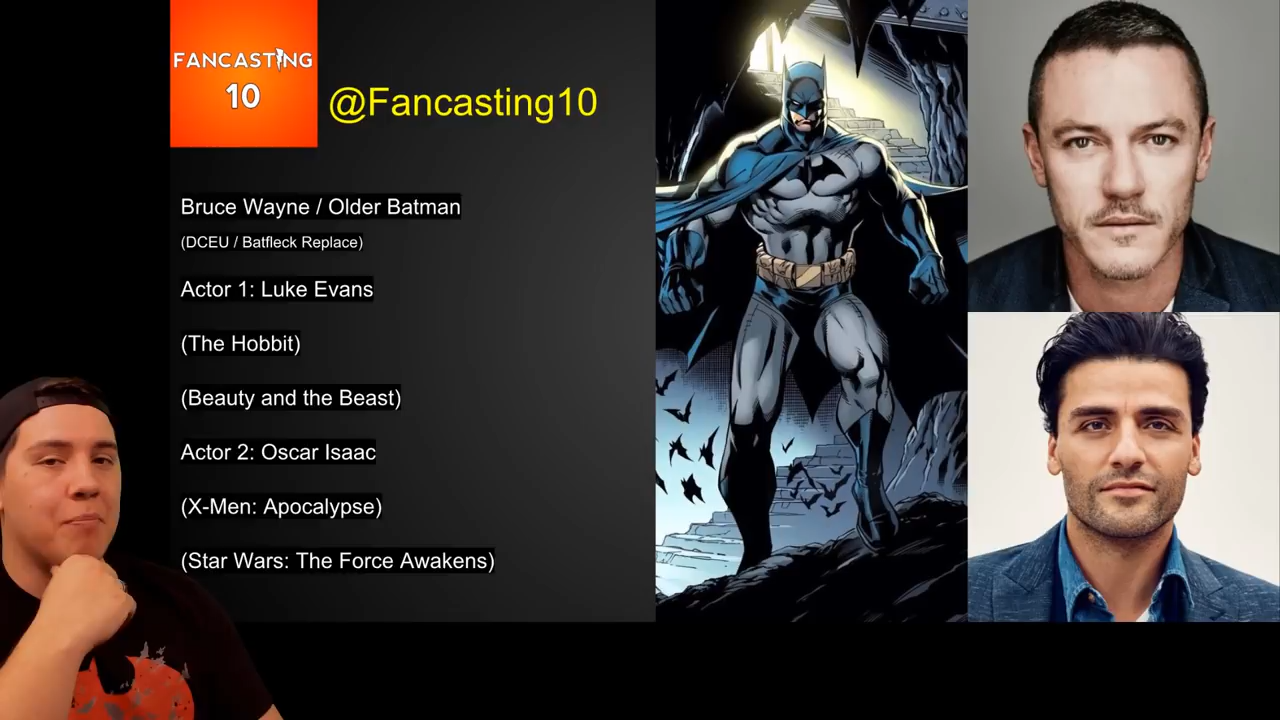 FANCASTING
10
@Fancasting10
Bruce Wayne / Older Batman
(DCEU / Batfleck Replace)
Actor 1: Luke Evans
(The Hobbit)
(Beauty and the Beast)
Actor 2: Oscar Isaac
(X-Men: Apocalypse)
(Star Wars: The Force Awakens)